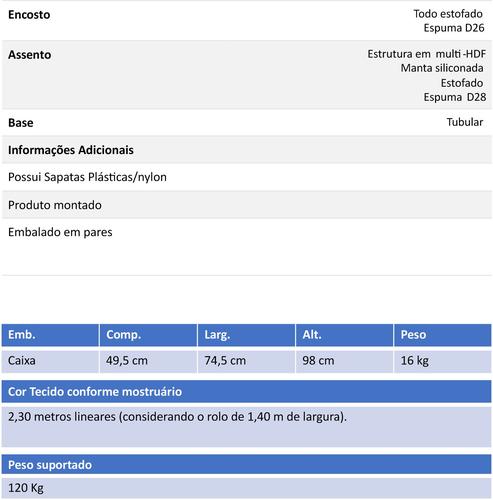 Encosto Todo estofado
Espuma D26
Assento Estrutura em multi-HDF
Manta siliconada
Estofado
Espuma D28
Base Tubular
Informações Adicionais
Possui Sapatas Plásticas/nylon
Produto montado
Embalado em pares
Emb. Comp. Larg. Alt. Peso
Caixa 49,5 cm 74,5 cm 98 cm 16 kg
Cor Tecido conforme mostruário
2,30 metros lineares (considerando o rolo de 1,40 m de largura).
Peso suportado
120 Kg